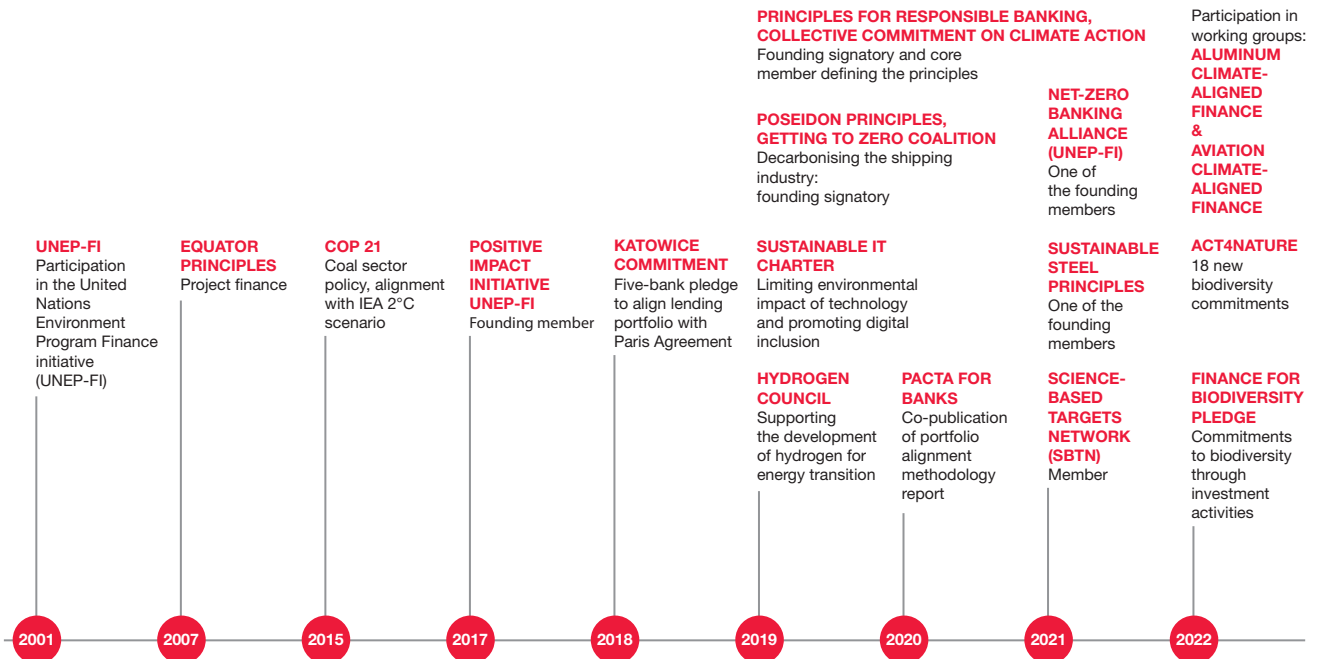 UNEP-FI
Participation
in the United
Nations
Environment
Program Finance
initiative
(UNEP-FI)
2001
EQUATOR
PRINCIPLES
Project finance
2007
COP 21
Coal sector
policy, alignment
with IEA 2°C
scenario
2015
POSITIVE
IMPACT
INITIATIVE
UNEP-FI
Founding member
2017
KATOWICE
COMMITMENT
Five-bank pledge
to align lending
portfolio with
Paris Agreement
2018
PRINCIPLES FOR RESPONSIBLE BANKING,
COLLECTIVE COMMITMENT ON CLIMATE ACTION
Founding signatory and core
member defining the principles
POSEIDON PRINCIPLES,
GETTING TO ZERO COALITION
Decarbonising the shipping
industry:
founding signatory
SUSTAINABLE IT
CHARTER
Limiting environmental
impact of technology
and promoting digital
inclusion
HYDROGEN
COUNCIL
Supporting
the development
of hydrogen for
energy transition
2019
PACTA FOR
BANKS
Co-publication
of portfolio
alignment
methodology
report
2020
NET-ZERO
BANKING
ALLIANCE
(UNEP-FI)
One of
the founding
members
SUSTAINABLE
STEEL
PRINCIPLES
One of the
founding
members
SCIENCE-
BASED
TARGETS
NETWORK
(SBTN)
Member
2021
Participation in
working groups:
ALUMINUM
CLIMATE-
ALIGNED
FINANCE
&
AVIATION
CLIMATE-
ALIGNED
FINANCE
ACT4NATURE
18 new
biodiversity
commitments
FINANCE FOR
BIODIVERSITY
PLEDGE
Commitments
to biodiversity
through
investment
activities
2022